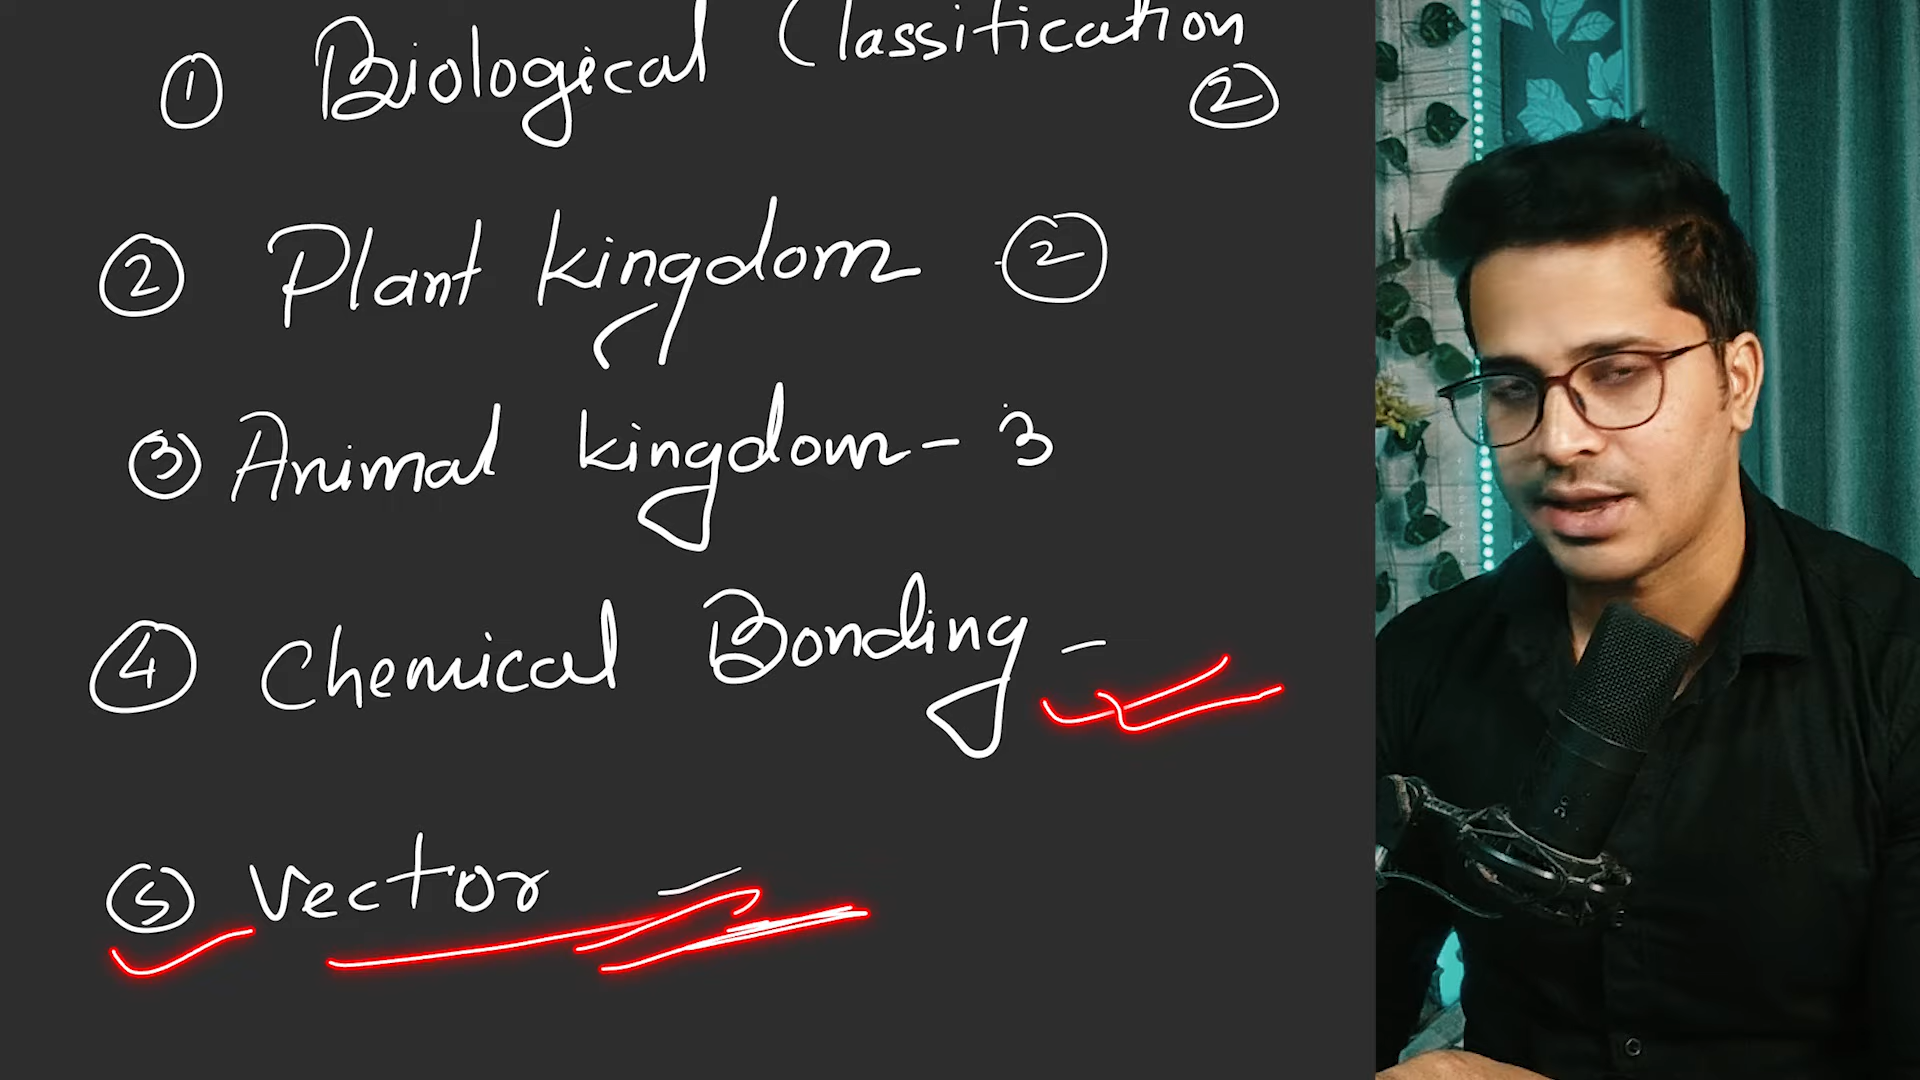 ① Biological Classification ②
② Plant kingdom ②
③ Animal kingdom - 3
④ Chemical Bonding -
⑤ Vector -